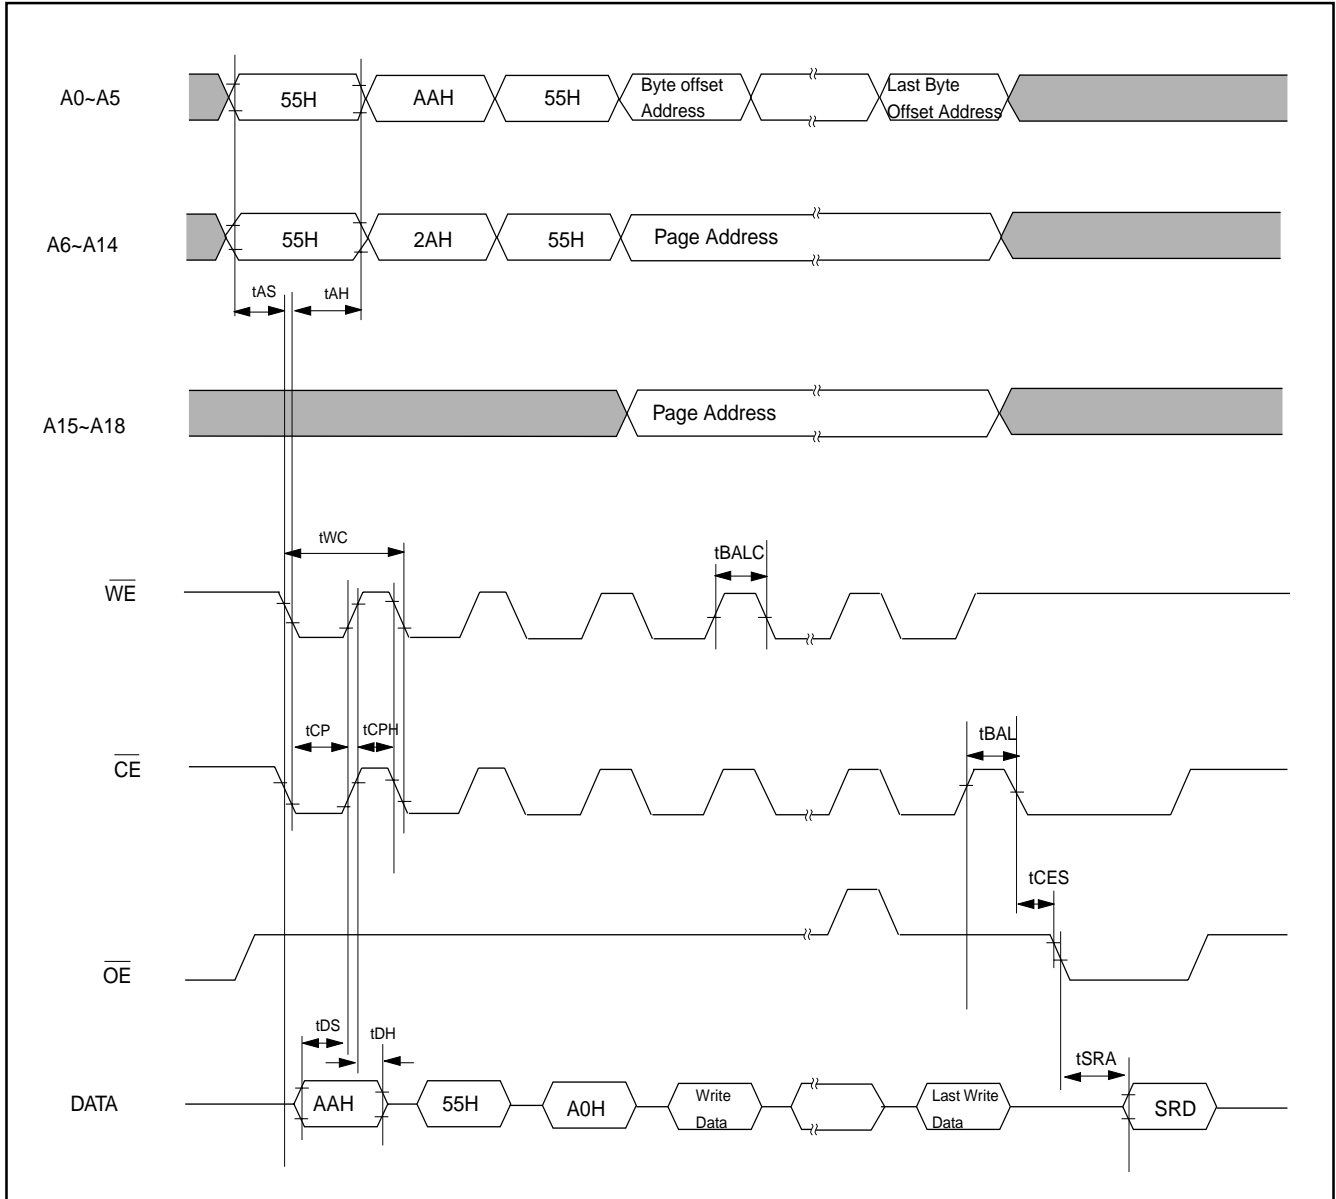 A0~A5 55H AAH 55H Byte offset Address Last Byte Offset Address
A6~A14 55H 2AH 55H Page Address
tAS tAH
A15~A18 Page Address
tWC
tBALC
WE
tCP tCPH tBAL
CE
tCES
OE
tDS tDH
tSRA
DATA AAH 55H A0H Write Data Last Write Data SRD